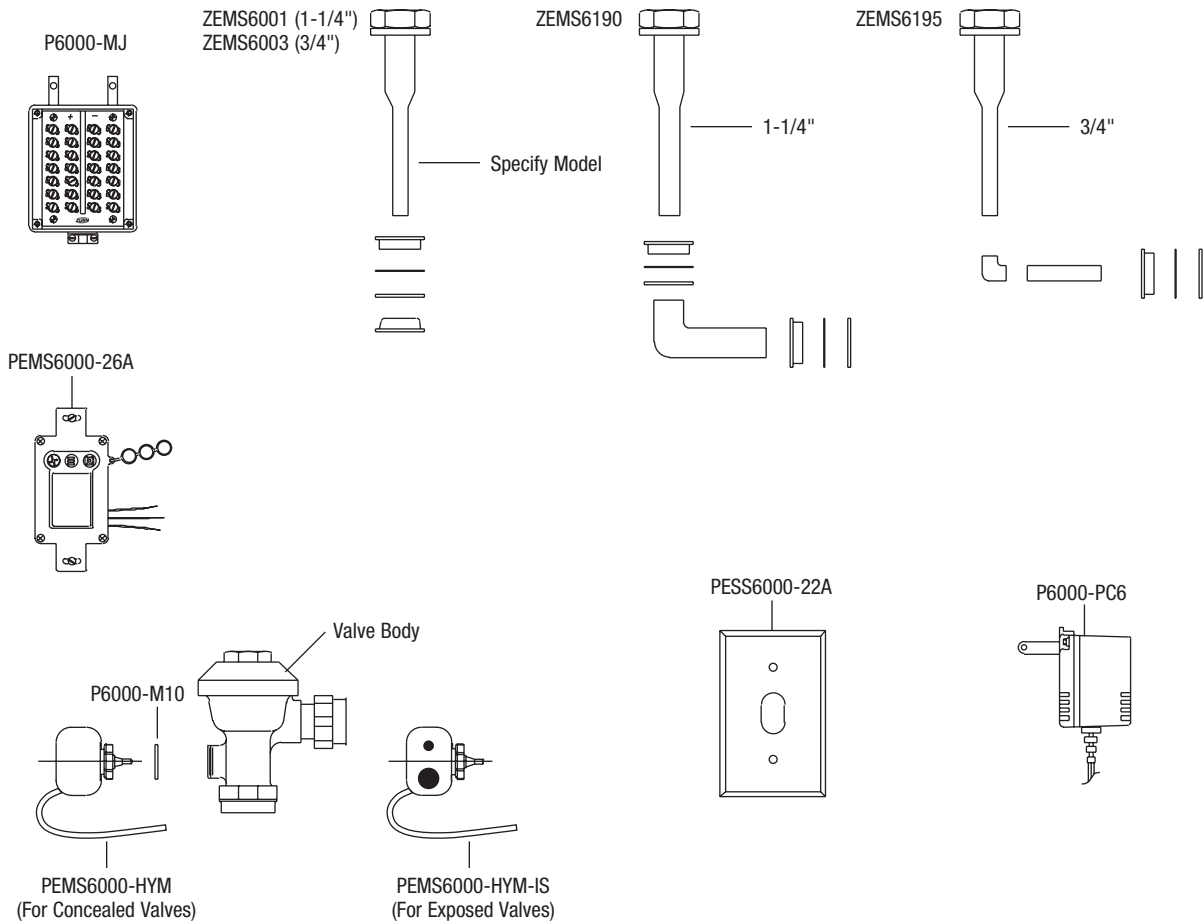 ZEMS6001 (1-1/4")
ZEMS6003 (3/4")
ZEMS6190
ZEMS6195
P6000-MJ
1-1/4"
3/4"
Specify Model
+
−
ZURN
PEMS6000-26A
PESS6000-22A
P6000-PC6
Valve Body
P6000-M10
PEMS6000-HYM
(For Concealed Valves)
PEMS6000-HYM-IS
(For Exposed Valves)